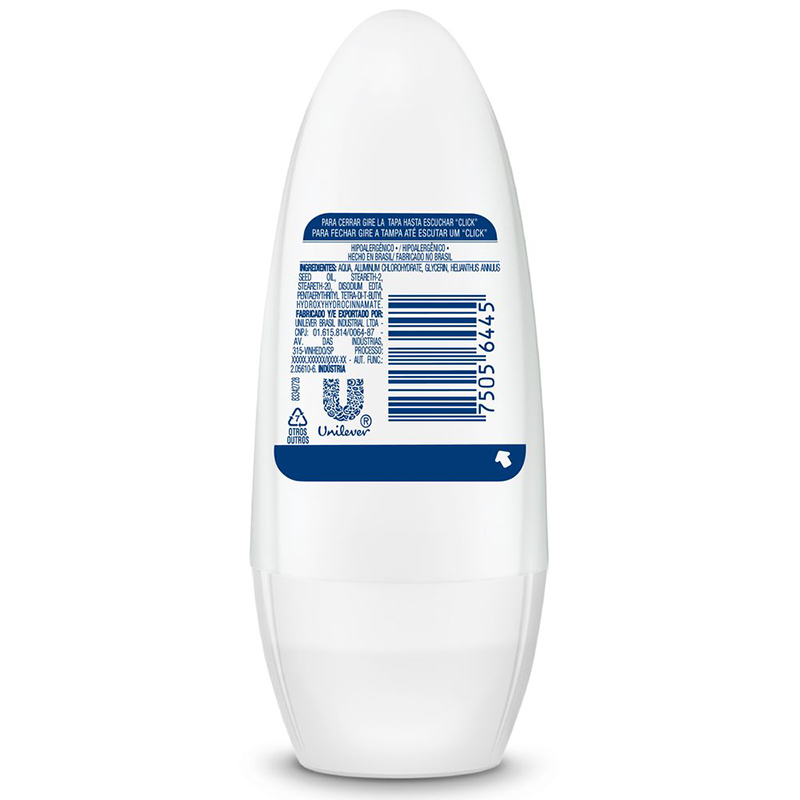 PARA CERRAR GIRE LA TAPA HASTA ESCUCHAR "CLICK"
PARA FECHAR GIRE A TAMPA ATÉ ESCUTAR UM "CLICK"
HIPOALERGÉNICO • / HIPOALERGÊNICO •
HECHO EN BRASIL/ FABRICADO NO BRASIL
INGREDIENTES: AQUA, ALUMINUM CHLOROHYDRATE, GLYCERIN, HELIANTHUS ANNUUS
SEED OIL, STEARETH-2,
STEARETH-20, DISODIUM EDTA,
PENTAERYTHRITYL TETRA-DI-T-BUTYL
HYDROXYHYDROCINNAMATE.
FABRICADO Y/E EXPORTADO POR:
UNILEVER BRASIL INDUSTRIAL LTDA -
CNPJ: 01.615.814/0064-87 -
AV. DAS INDÚSTRIAS,
315-VINHEDO/SP PROCESSO:
XXXXX.XXXXXX/XXXX-XX - AUT. FUNC.:
2.05610-6. INDÚSTRIA
7505 6445
7
OTROS
OUTROS
U
Unilever ®